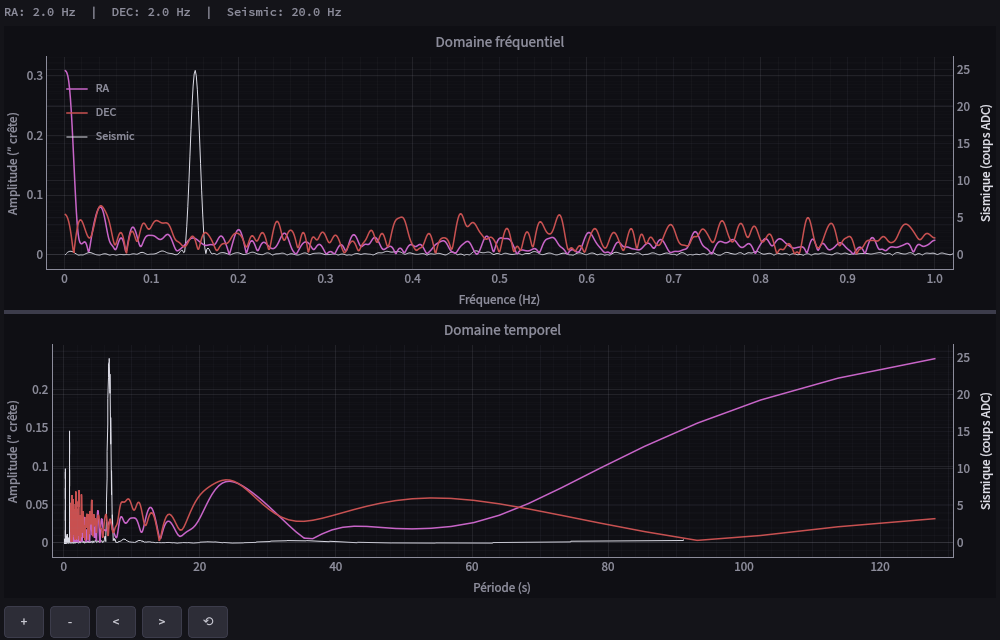 RA: 2.0 Hz | DEC: 2.0 Hz | Seismic: 20.0 Hz
Domaine fréquentiel
Amplitude (″ crête)
0.3
0.2
0.1
0
RA
DEC
Seismic
25
20
15
10
5
0
Sismique (coups ADC)
0 0.1 0.2 0.3 0.4 0.5 0.6 0.7 0.8 0.9 1.0
Fréquence (Hz)
Domaine temporel
Amplitude (″ crête)
0.2
0.15
0.1
0.05
0
25
20
15
10
5
0
Sismique (coups ADC)
0 20 40 60 80 100 120
Période (s)
+ - < > ⟲